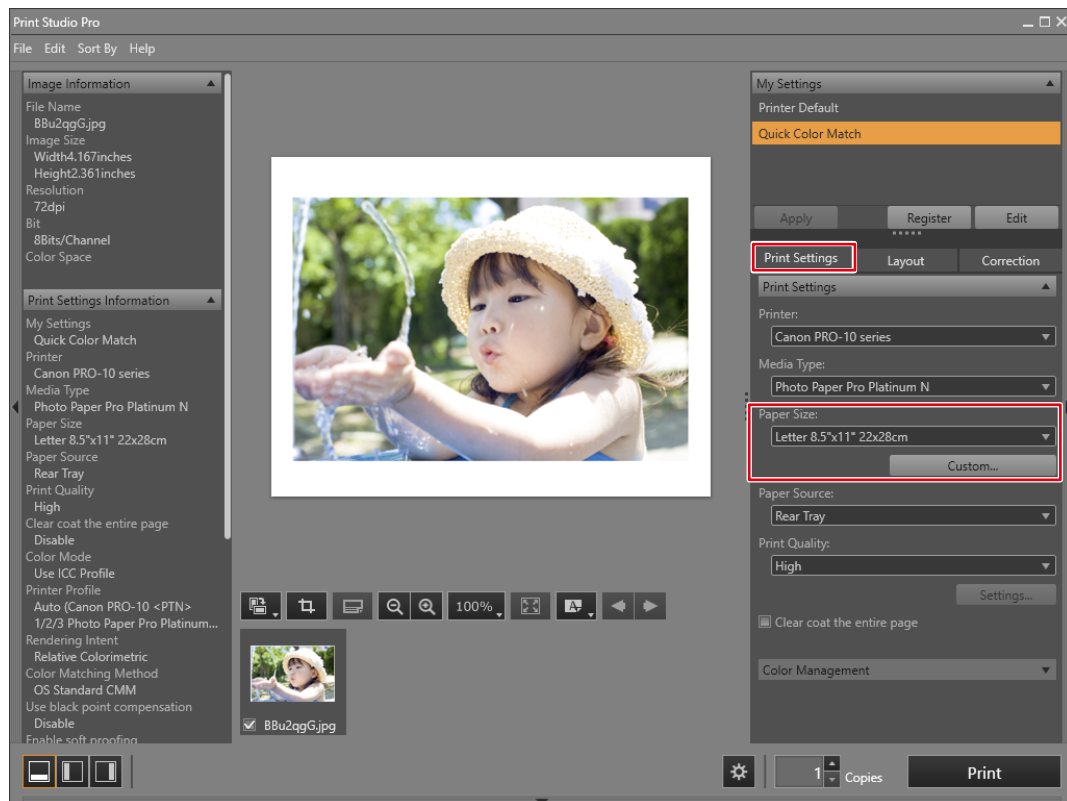 Print Studio Pro
File Edit Sort By Help
Image Information
File Name
BBu2qgG.jpg
Image Size
Width4.167inches
Height2.361inches
Resolution
72dpi
Bit
8Bits/Channel
Color Space
Print Settings Information
My Settings
Quick Color Match
Printer
Canon PRO-10 series
Media Type
Photo Paper Pro Platinum N
Paper Size
Letter 8.5"x11" 22x28cm
Paper Source
Rear Tray
Print Quality
High
Clear coat the entire page
Disable
Color Mode
Use ICC Profile
Printer Profile
Auto (Canon PRO-10 <PTN>
1/2/3 Photo Paper Pro Platinum...
Rendering Intent
Relative Colorimetric
Color Matching Method
OS Standard CMM
Use black point compensation
Disable
Enable soft proofing
100%
A
BBu2qgG.jpg
My Settings
Printer Default
Quick Color Match
Apply Register Edit
Print Settings Layout Correction
Print Settings
Printer:
Canon PRO-10 series
Media Type:
Photo Paper Pro Platinum N
Paper Size:
Letter 8.5"x11" 22x28cm
Custom...
Paper Source:
Rear Tray
Print Quality:
High
Settings...
Clear coat the entire page
Color Management
1 Copies Print